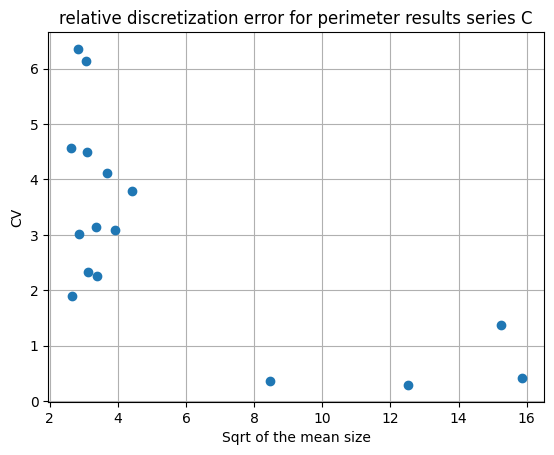 relative discretization error for perimeter results series C
6
5
4
3
2
1
0
CV
2 4 6 8 10 12 14 16
Sqrt of the mean size